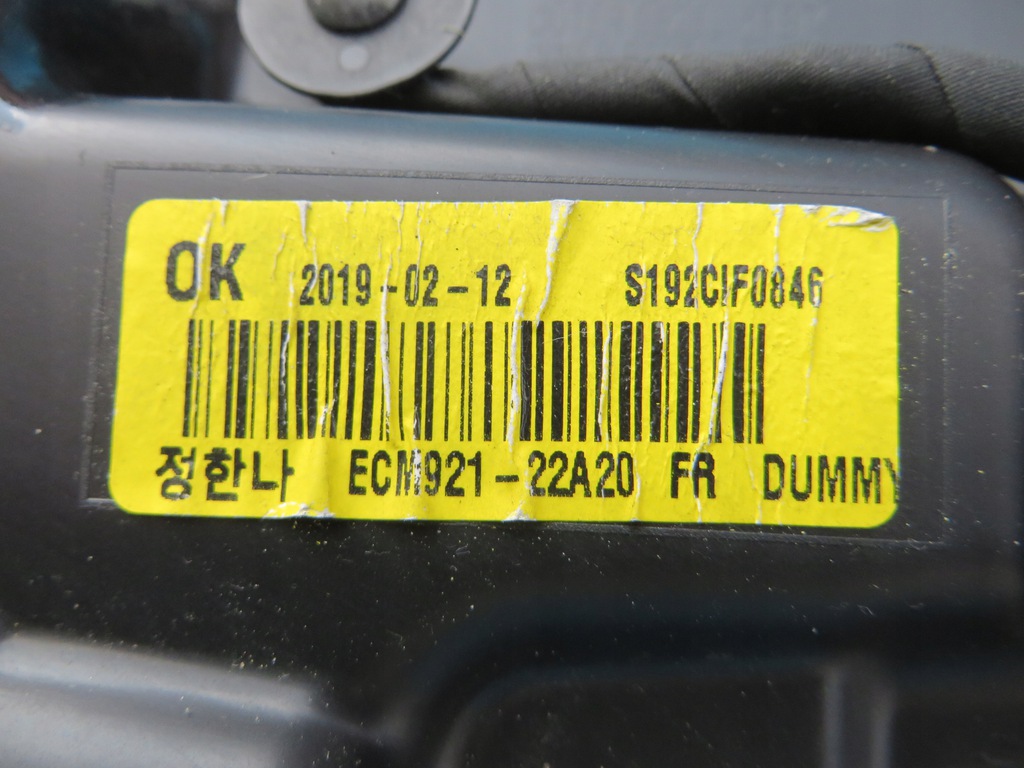 OK 2019-02-12 S192CIF0846
정한나 ECM921-22A20 FR DUMMY